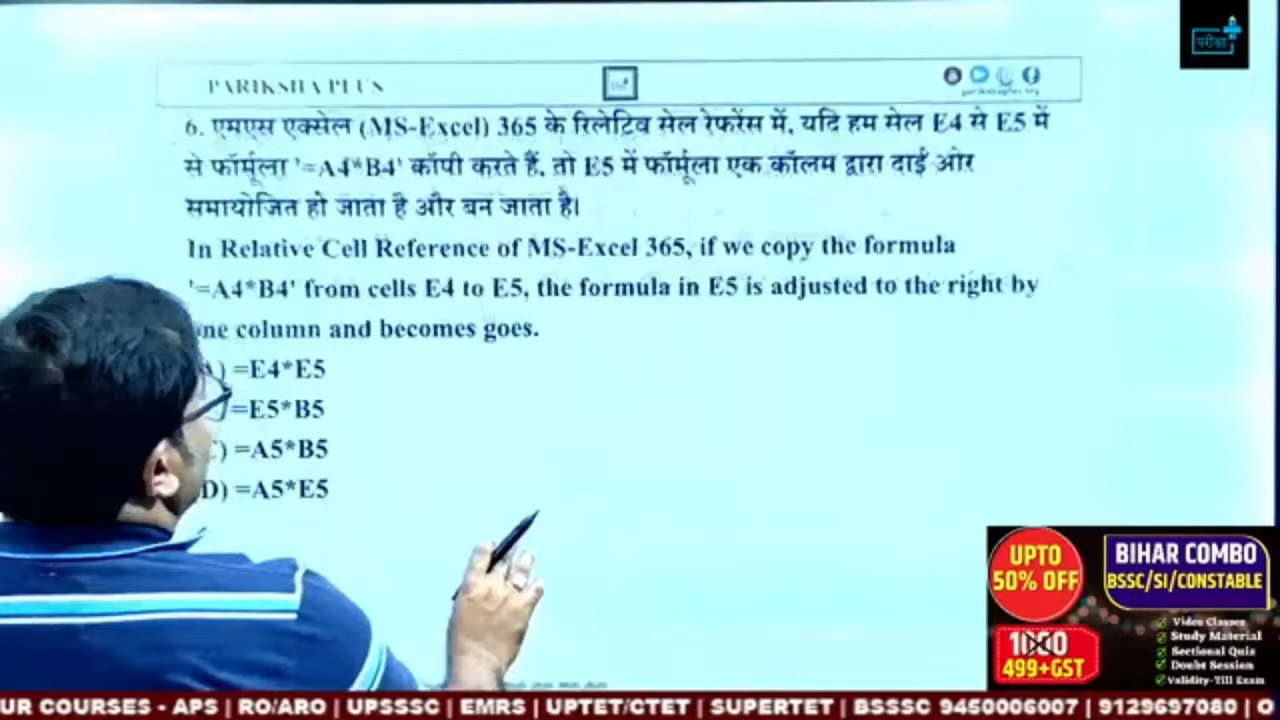 परीक्षा
PARIKSHA PLUS
6. एमएस एक्सेल (MS-Excel) 365 के रिलेटिव सेल रेफरेंस में, यदि हम सेल E4 से E5 में
से फॉर्मूला '=A4*B4' कॉपी करते हैं, तो E5 में फॉर्मूला एक कॉलम द्वारा दाईं ओर
समायोजित हो जाता है और बन जाता है।
In Relative Cell Reference of MS-Excel 365, if we copy the formula
'=A4*B4' from cells E4 to E5, the formula in E5 is adjusted to the right by
column and becomes goes.
=E4*E5
=E5*B5
=A5*B5
D) =A5*E5
UPTO
50% OFF
1000
499+GST
BIHAR COMBO
BSSC/SI/CONSTABLE
Video Classes
Study Material
Sectional Quiz
Doubt Session
Validity-Till Exam
UR COURSES - APS | RO/ARO | UPSSSC | EMRS | UPTET/CTET | SUPERTET | BSSSC 9450006007 | 9129697080 | O